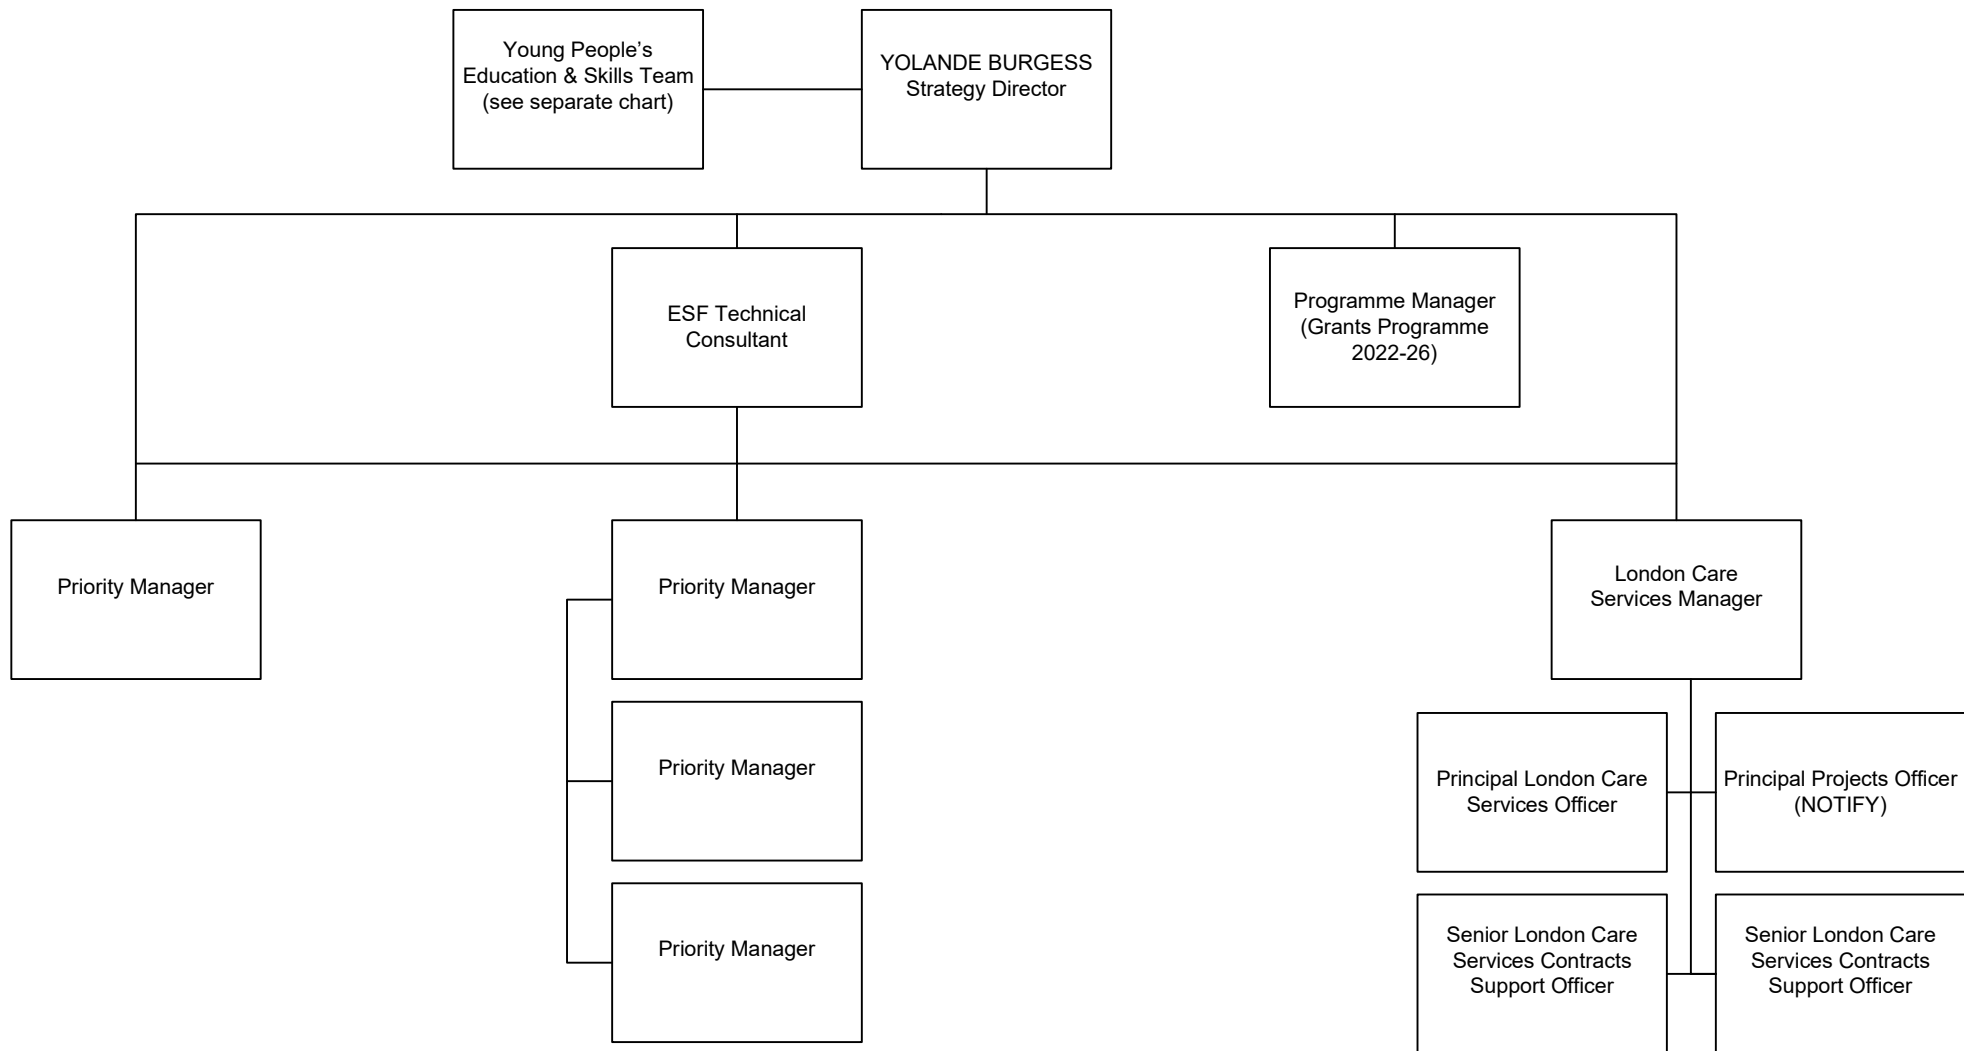 Young People’s
Education & Skills Team
(see separate chart)
YOLANDE BURGESS
Strategy Director
ESF Technical
Consultant
Programme Manager
(Grants Programme
2022-26)
Priority Manager
Priority Manager
London Care
Services Manager
Priority Manager
Principal London Care
Services Officer
Principal Projects Officer
(NOTIFY)
Priority Manager
Senior London Care
Services Contracts
Support Officer
Senior London Care
Services Contracts
Support Officer